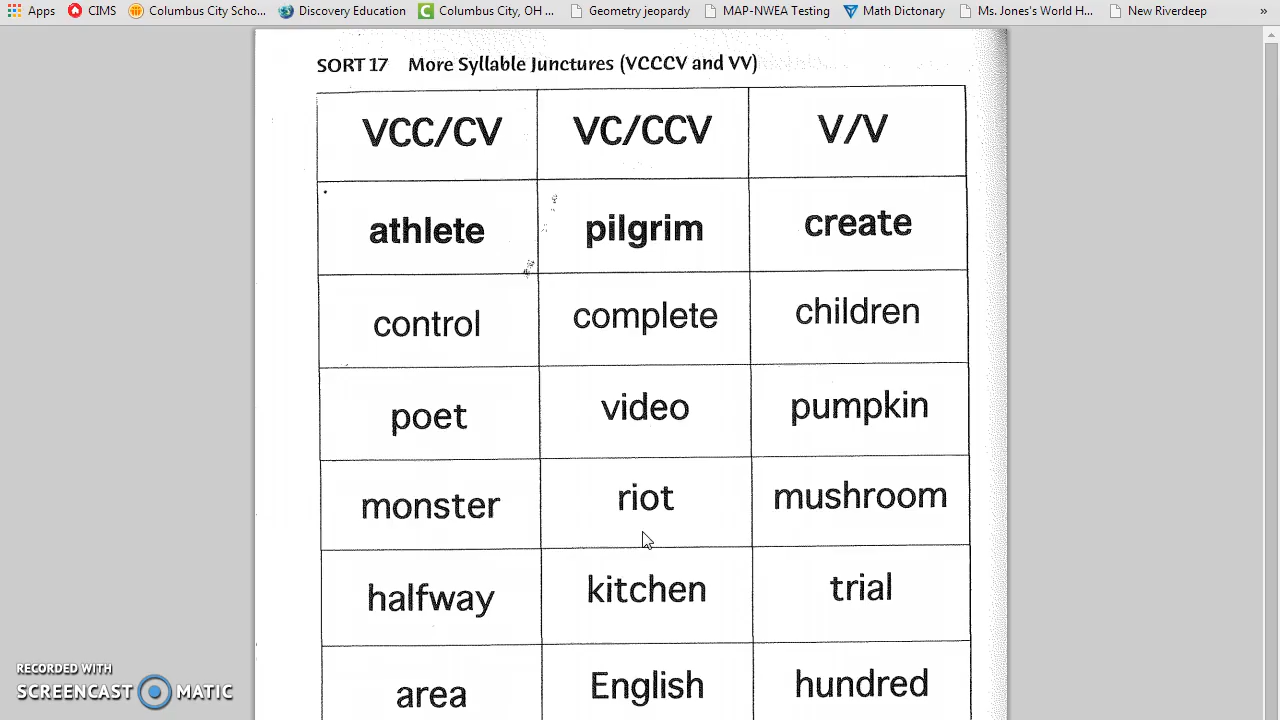 Apps CIMS Columbus City Scho... Discovery Education Columbus City, OH ... Geometry jeopardy MAP-NWEA Testing Math Dictonary Ms. Jones's World H... New Riverdeep »
SORT 17 More Syllable Junctures (VCCCV and VV)
VCC/CV VC/CCV V/V
athlete pilgrim create
control complete children
poet video pumpkin
monster riot mushroom
halfway kitchen trial
area English hundred
RECORDED WITH
SCREENCAST MATIC